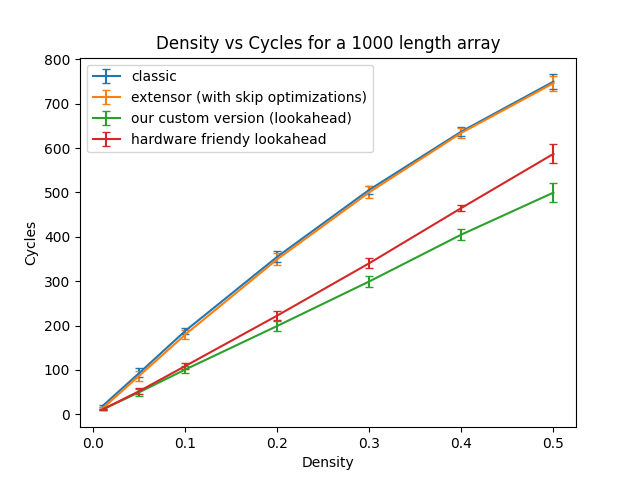 Density vs Cycles for a 1000 length array
classic
extensor (with skip optimizations)
our custom version (lookahead)
hardware friendy lookahead
Cycles
800
700
600
500
400
300
200
100
0
0.0 0.1 0.2 0.3 0.4 0.5
Density